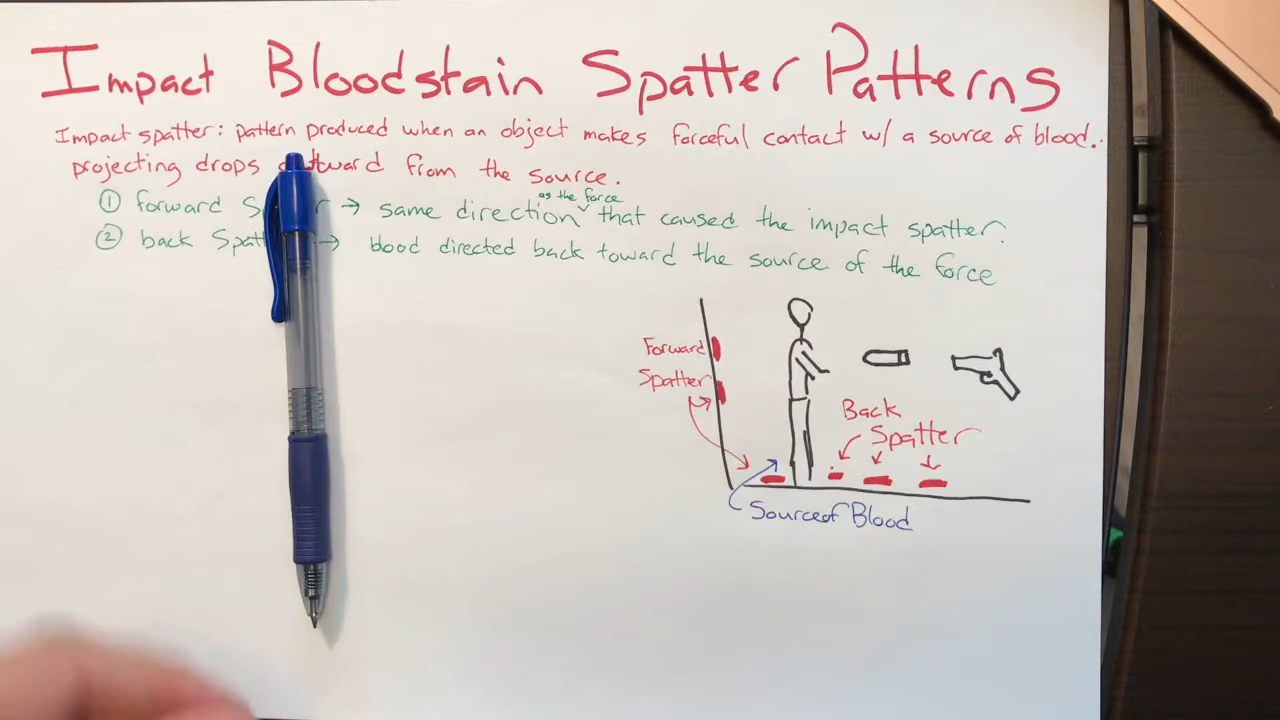 Impact Bloodstain Spatter Patterns
Impact spatter: pattern produced when an object makes forceful contact w/ a source of blood.
projecting drops outward from the source.
as the force
① forward → same direction that caused the impact spatter.
② back → blood directed back toward the source of the force
Forward
Spatter
Back
Spatter
Source of Blood